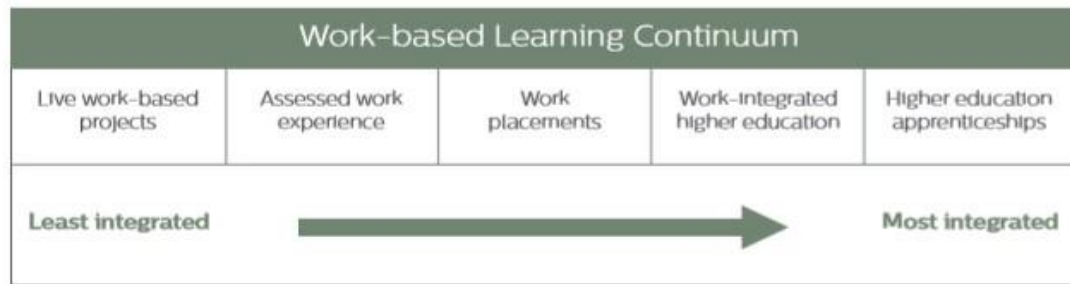 Work-based Learning Continuum
Live work-based
projects
Assessed work
experience
Work
placements
Work-integrated
higher education
Higher education
apprenticeships
Least integrated
Most integrated